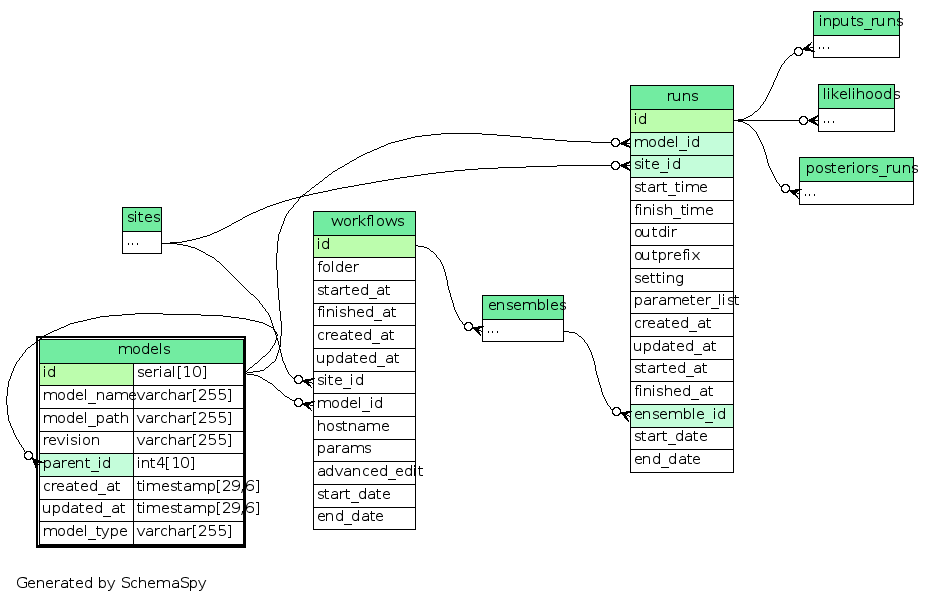 inputs_runs
...
likelihoods
...
posteriors_runs
...
runs
id
model_id
site_id
start_time
finish_time
outdir
outprefix
setting
parameter_list
created_at
updated_at
started_at
finished_at
ensemble_id
start_date
end_date
sites
...
workflows
id
folder
started_at
finished_at
created_at
updated_at
site_id
model_id
hostname
params
advanced_edit
start_date
end_date
ensembles
...
models
id serial[10]
model_name varchar[255]
model_path varchar[255]
revision varchar[255]
parent_id int4[10]
created_at timestamp[29,6]
updated_at timestamp[29,6]
model_type varchar[255]
Generated by SchemaSpy